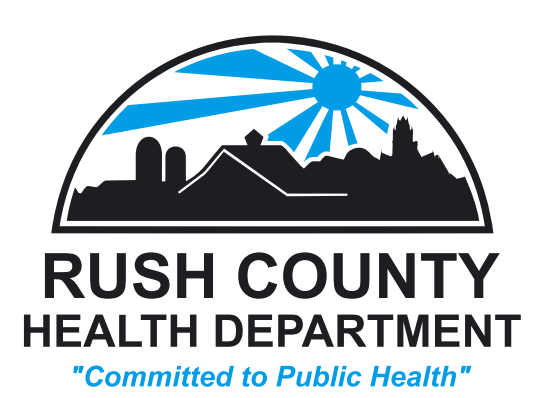 RUSH COUNTY
HEALTH DEPARTMENT
"Committed to Public Health"